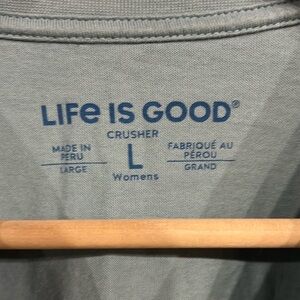 LIFE IS GOOD®
CRUSHER
MADE IN
PERU
LARGE
L
Womens
FABRIQUÉ AU
PÉROU
GRAND